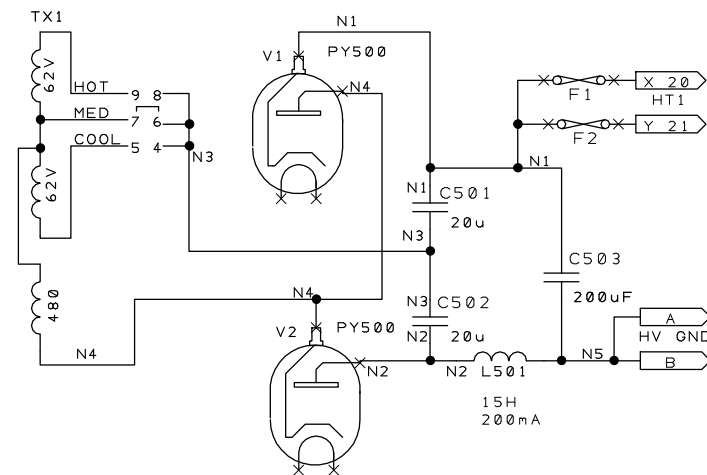 TX1
N1
V1 PY500
62V
HOT 9 8
N4
X 20
F1
HT1
MED 7 6
Y 21
F2
COOL 5 4
N3
N1
62V
N1 C501
20u
N3
C503
480
N4
N3 C502
200uF
A
V2 PY500
20u
N2
HV GND
N4
N2
N2
L501
N5
B
15H
200mA